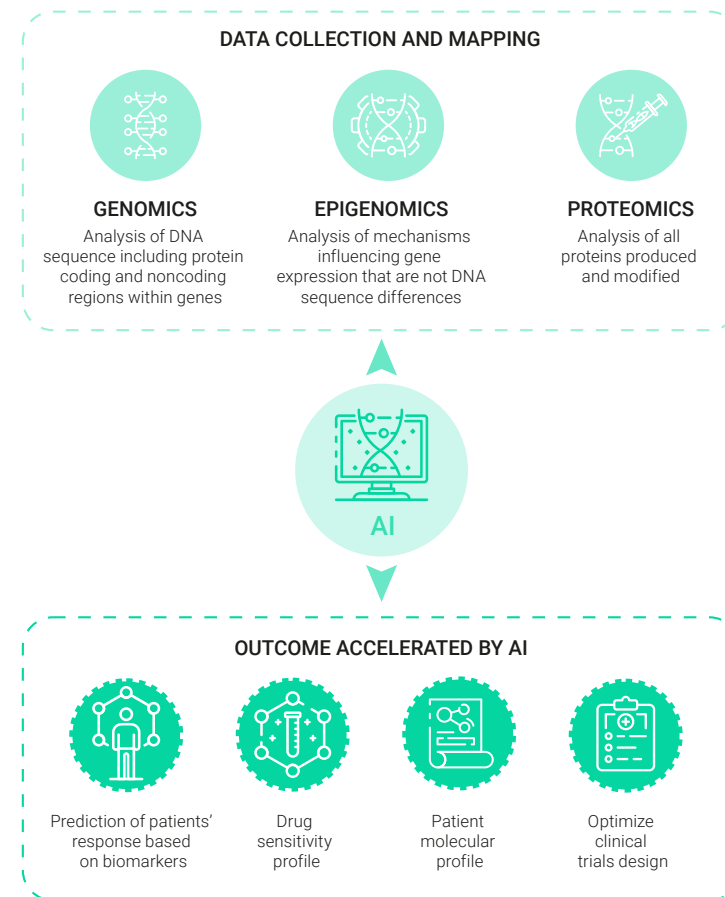 DATA COLLECTION AND MAPPING
GENOMICS
Analysis of DNA
sequence including protein
coding and noncoding
regions within genes
EPIGENOMICS
Analysis of mechanisms
influencing gene
expression that are not DNA
sequence differences
PROTEOMICS
Analysis of all
proteins produced
and modified
AI
OUTCOME ACCELERATED BY AI
Prediction of patients’
response based
on biomarkers
Drug
sensitivity
profile
Patient
molecular
profile
Optimize
clinical
trials design